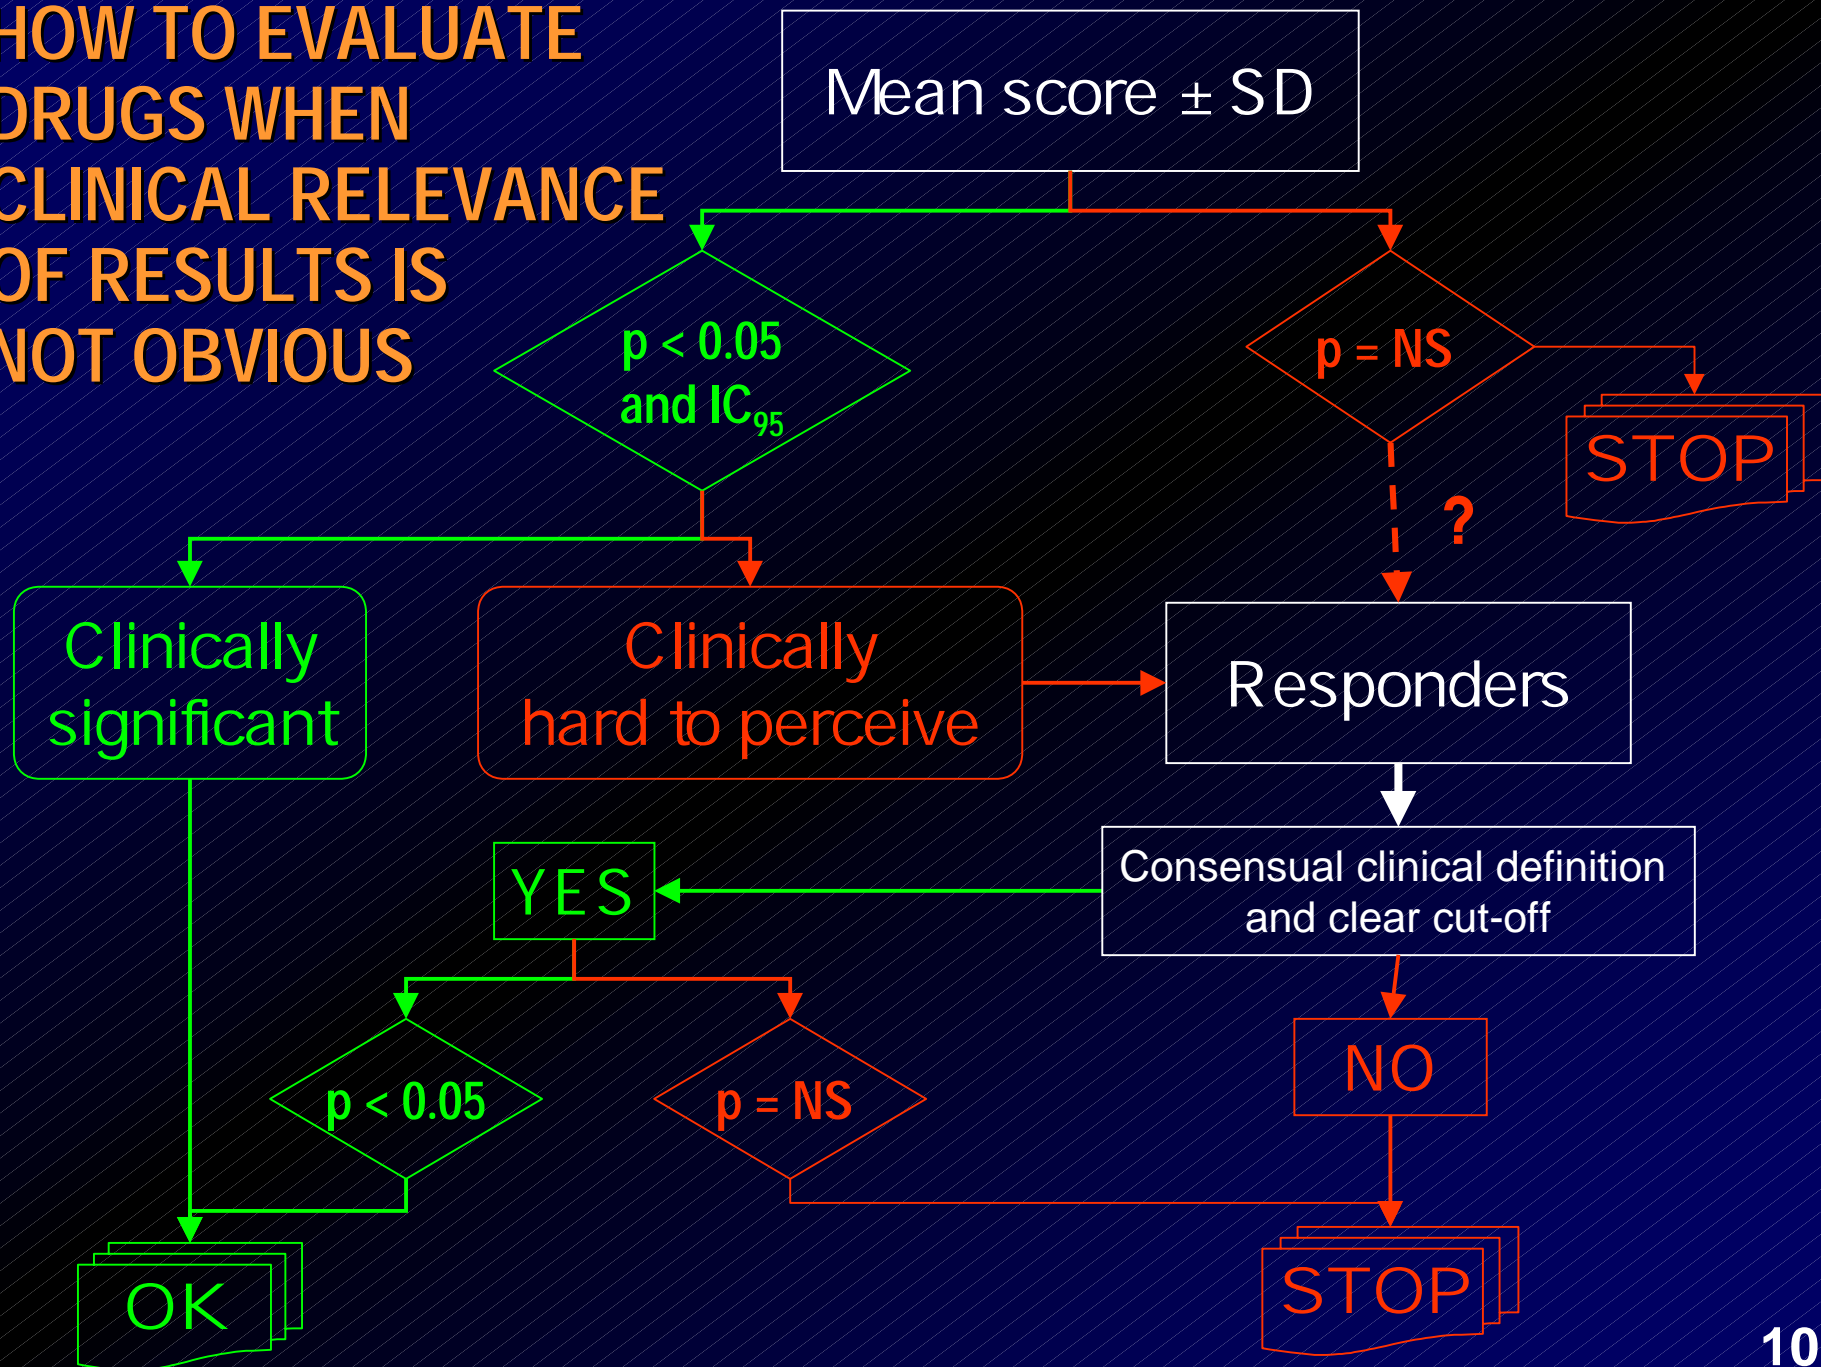 HOW TO EVALUATE
DRUGS WHEN
CLINICAL RELEVANCE
OF RESULTS IS
NOT OBVIOUS
Mean score ± SD
p < 0.05
and IC₉₅
p = NS
STOP
?
Clinically
significant
Clinically
hard to perceive
Responders
Consensual clinical definition
and clear cut-off
YES
NO
p < 0.05
p = NS
OK
STOP
10